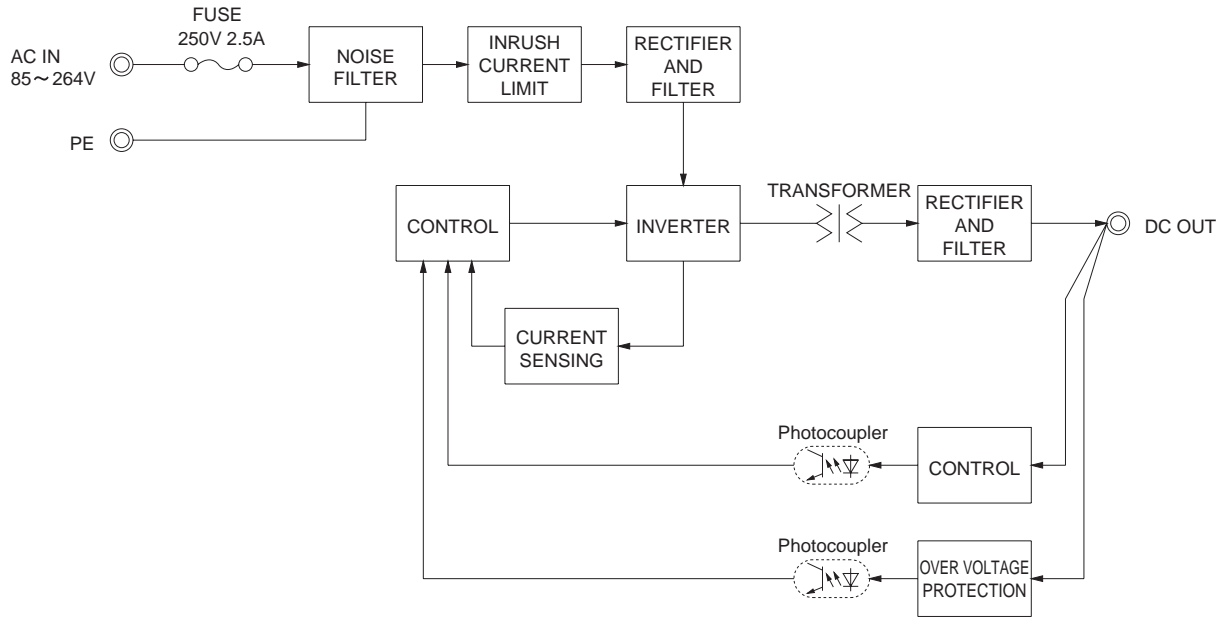 FUSE
250V 2.5A
AC IN
85～264V
NOISE
FILTER
INRUSH
CURRENT
LIMIT
RECTIFIER
AND
FILTER
PE
CONTROL
INVERTER
TRANSFORMER
RECTIFIER
AND
FILTER
DC OUT
CURRENT
SENSING
Photocoupler
CONTROL
Photocoupler
OVER VOLTAGE
PROTECTION